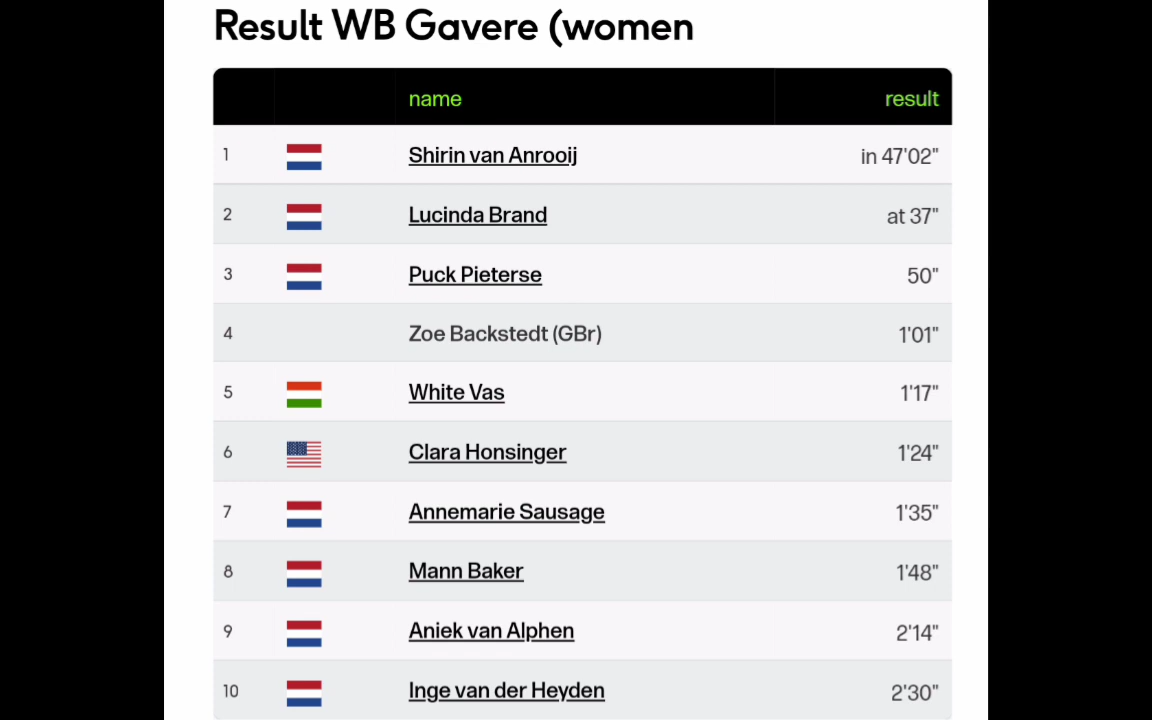 Result WB Gavere (women
name result
1 Shirin van Anrooij in 47'02"
2 Lucinda Brand at 37"
3 Puck Pieterse 50"
4 Zoe Backstedt (GBr) 1'01"
5 White Vas 1'17"
6 Clara Honsinger 1'24"
7 Annemarie Sausage 1'35"
8 Mann Baker 1'48"
9 Aniek van Alphen 2'14"
10 Inge van der Heyden 2'30"